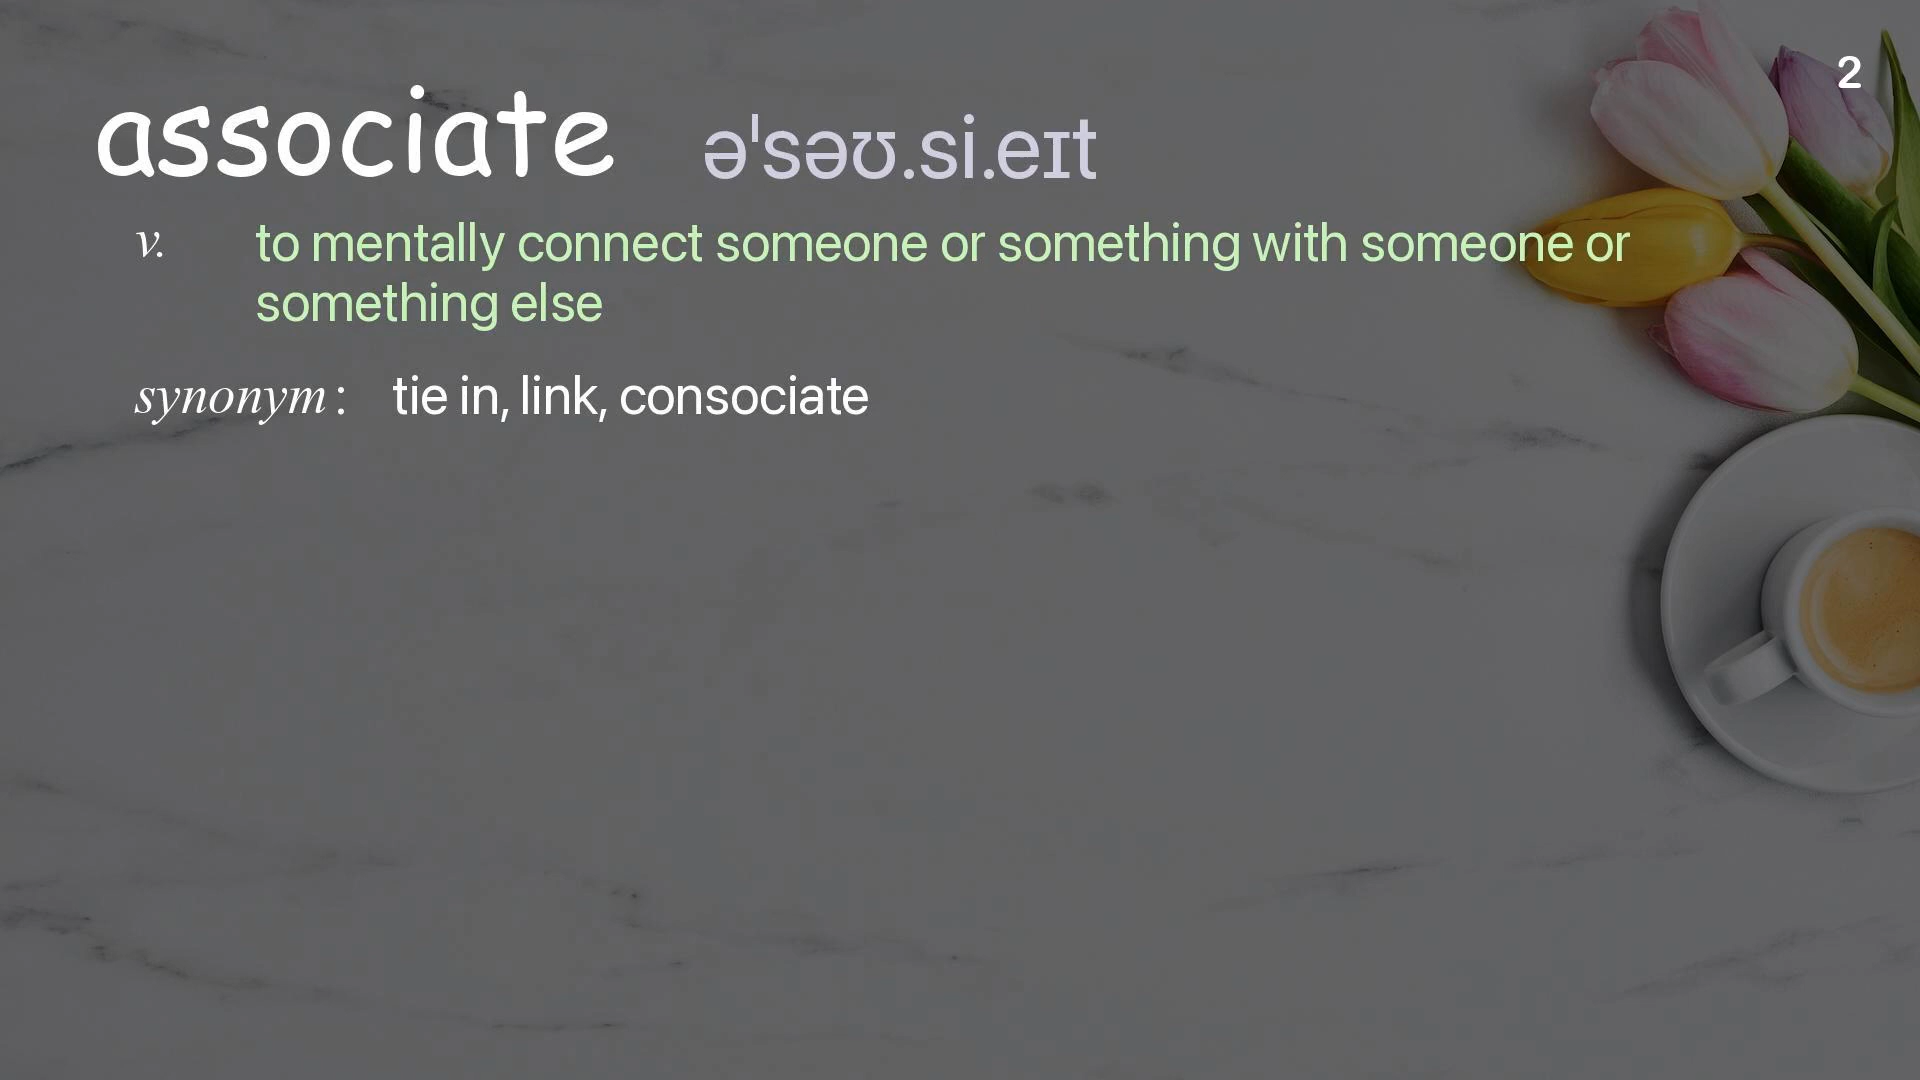 2
associate əˈsəʊ.si.eɪt
v. to mentally connect someone or something with someone or
something else
synonym : tie in, link, consociate